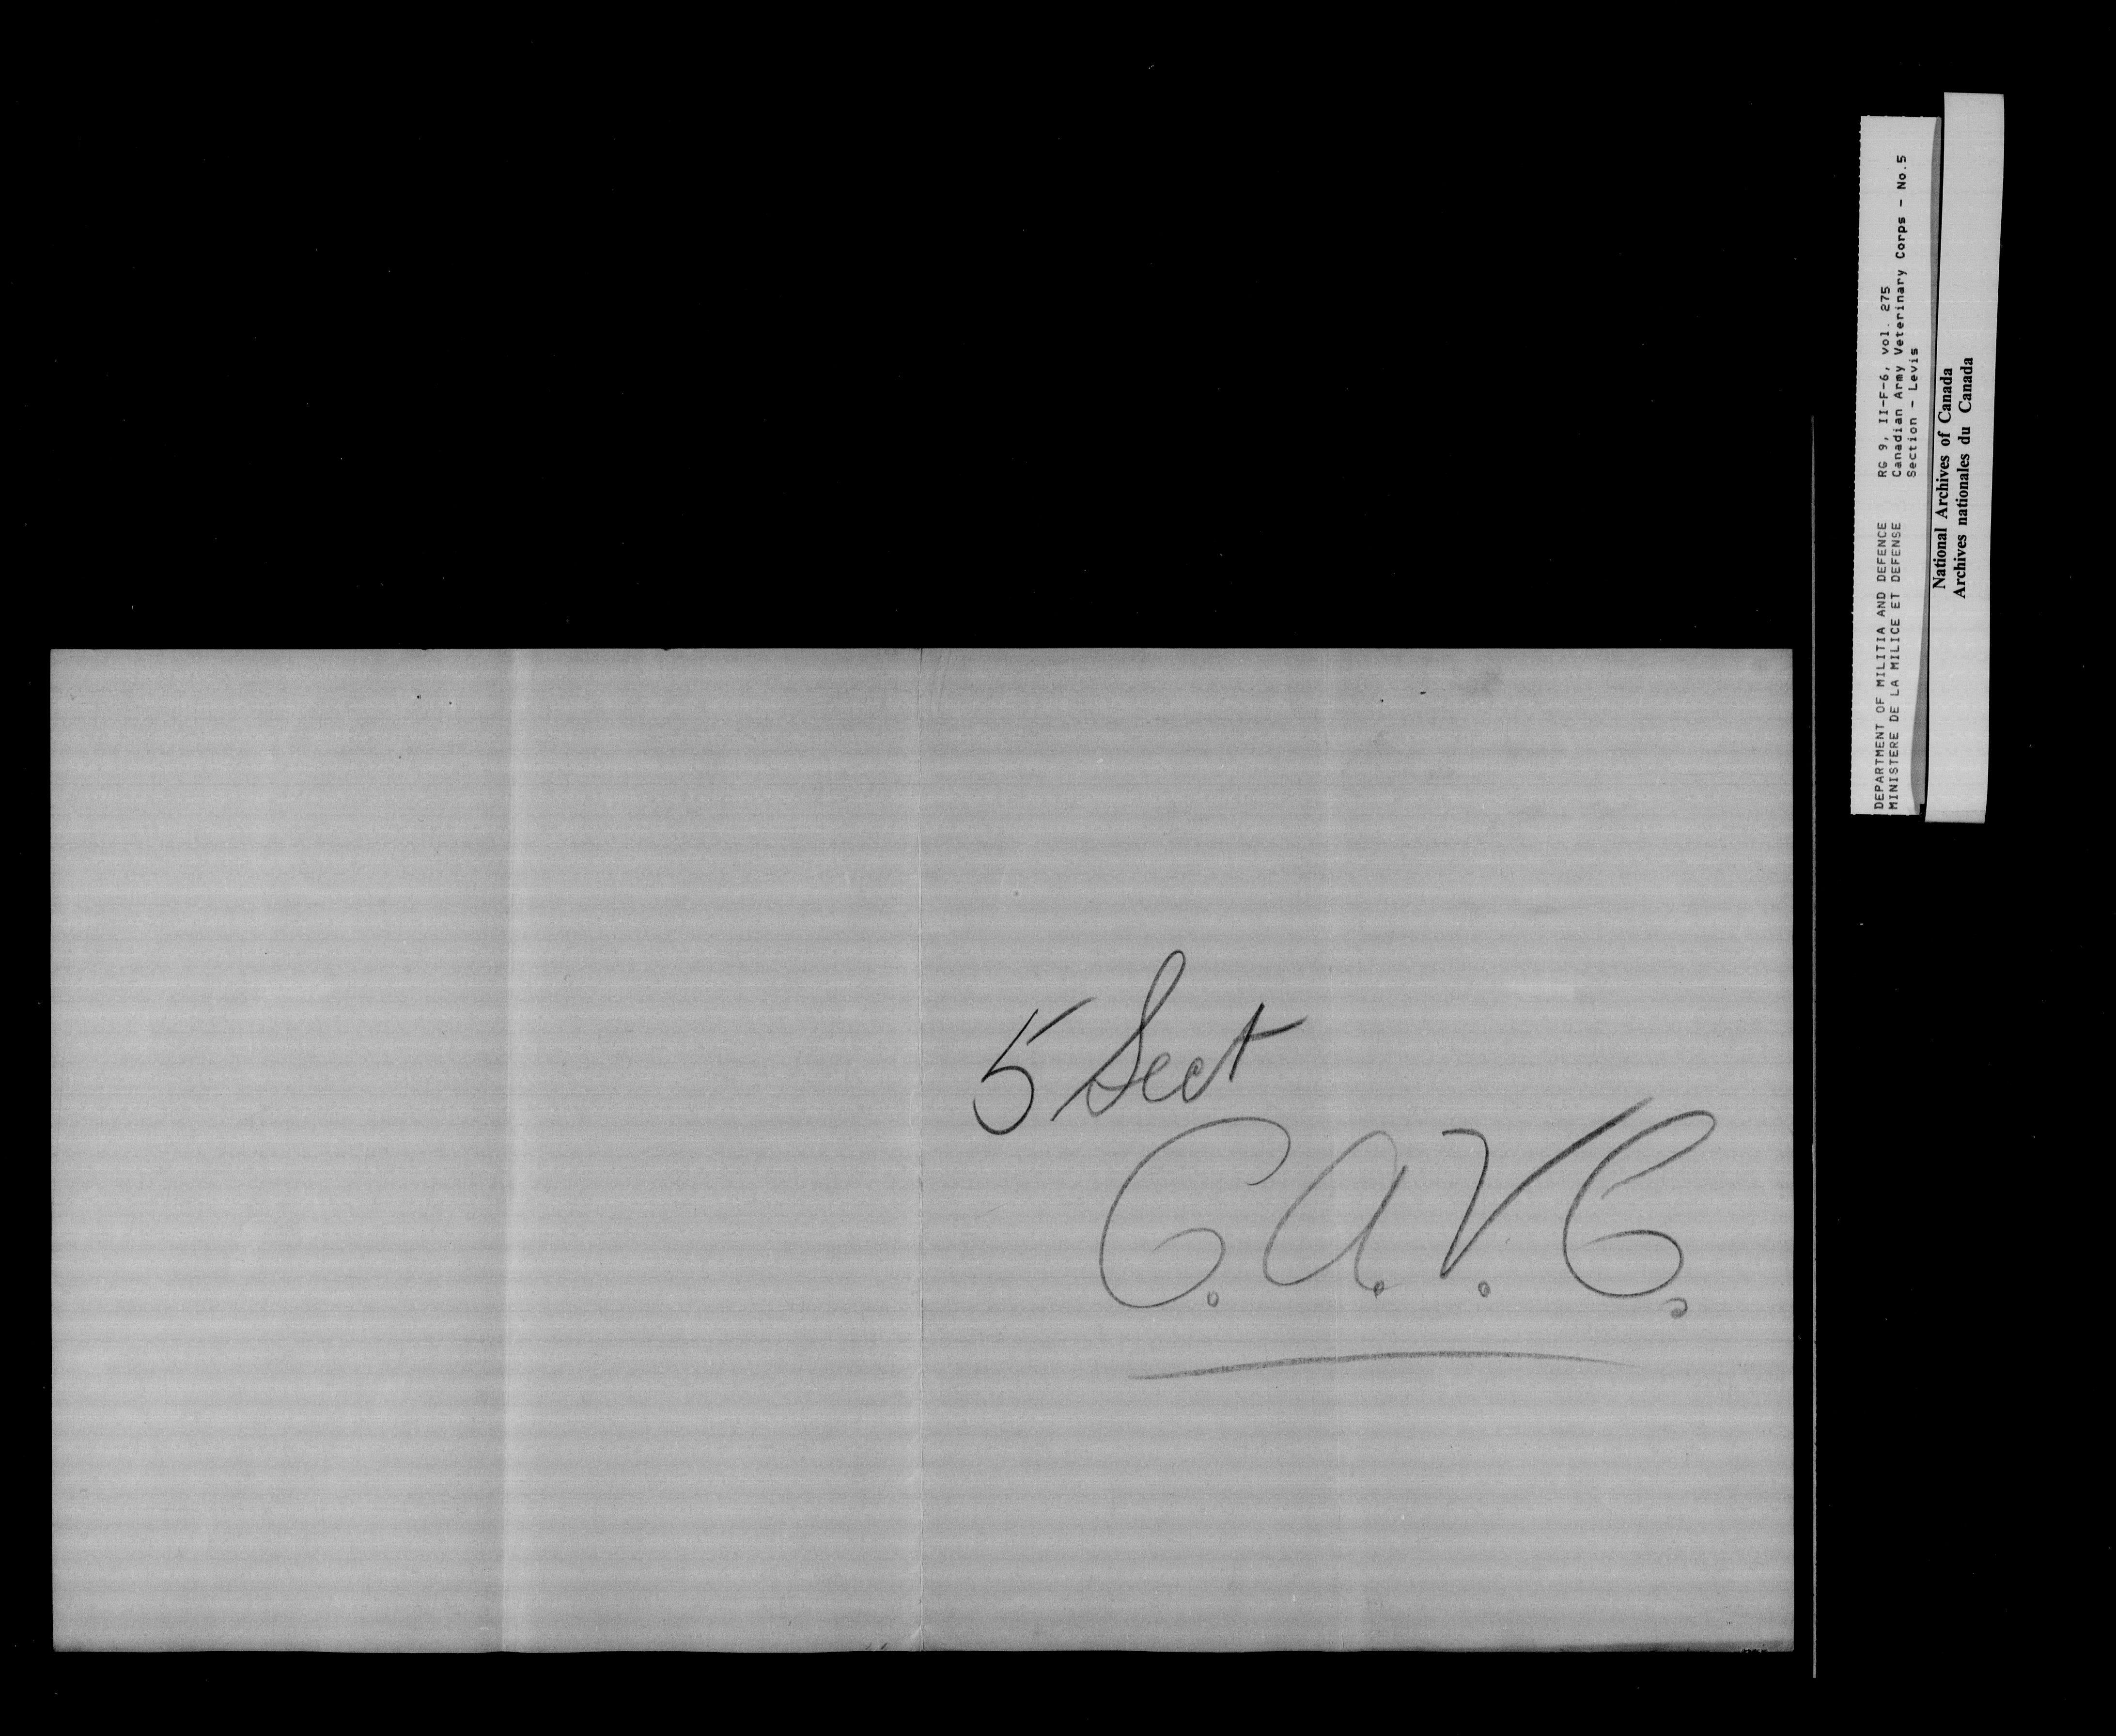 5 Sect
C.A.V.C.
DEPARTMENT OF MILITIA AND DEFENCE
MINISTERE DE LA MILICE ET DEFENSE
RG 9, II-F-6, vol. 275
Canadian Army Veterinary Corps - No.5
Section - Levis
National Archives of Canada
Archives nationales du Canada